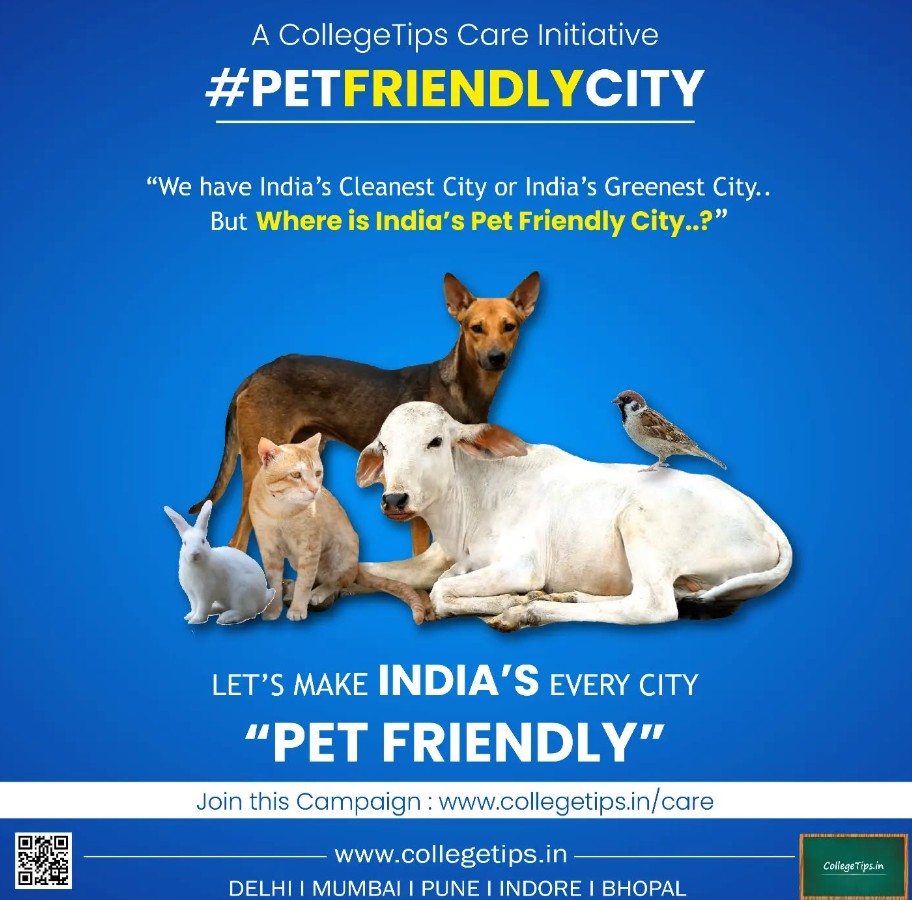 A CollegeTips Care Initiative
#PETFRIENDLYCITY
“We have India’s Cleanest City or India’s Greenest City..
But Where is India’s Pet Friendly City..?”
LET’S MAKE INDIA’S EVERY CITY
“PET FRIENDLY”
Join this Campaign : www.collegetips.in/care
www.collegetips.in
CollegeTips.in
DELHI I MUMBAI I PUNE I INDORE I BHOPAL